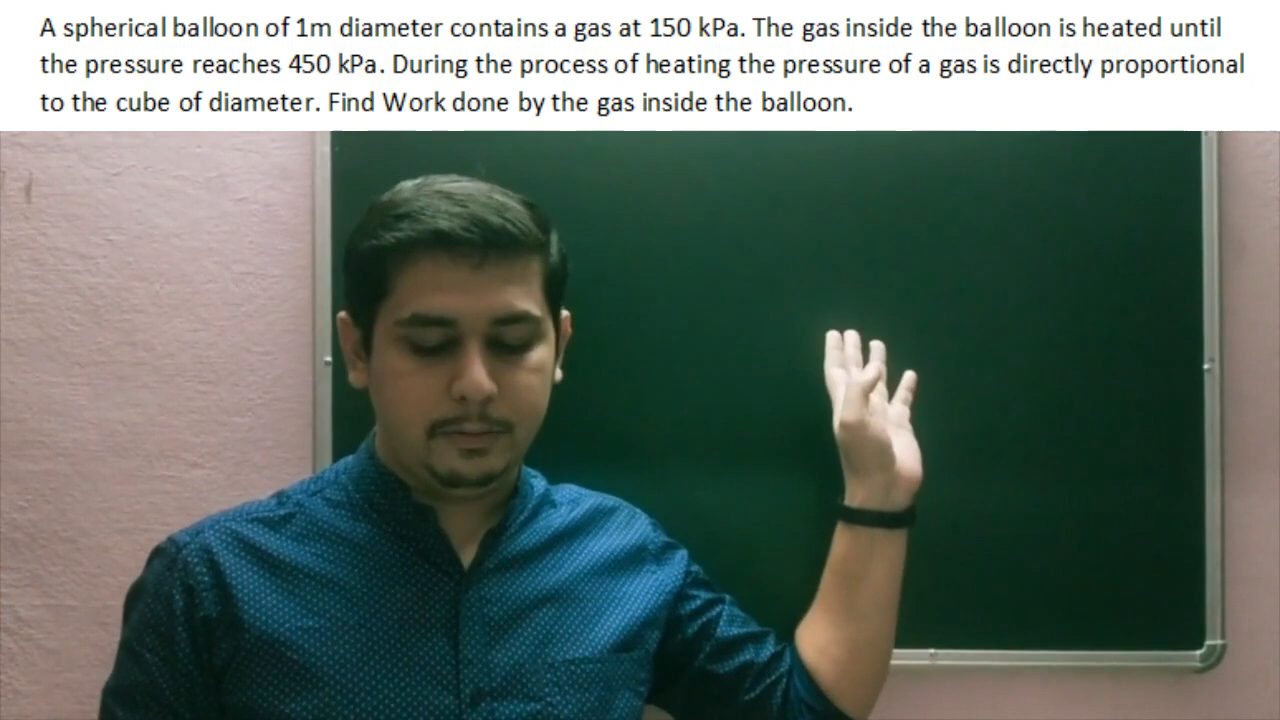 A spherical balloon of 1m diameter contains a gas at 150 kPa. The gas inside the balloon is heated until
the pressure reaches 450 kPa. During the process of heating the pressure of a gas is directly proportional
to the cube of diameter. Find Work done by the gas inside the balloon.